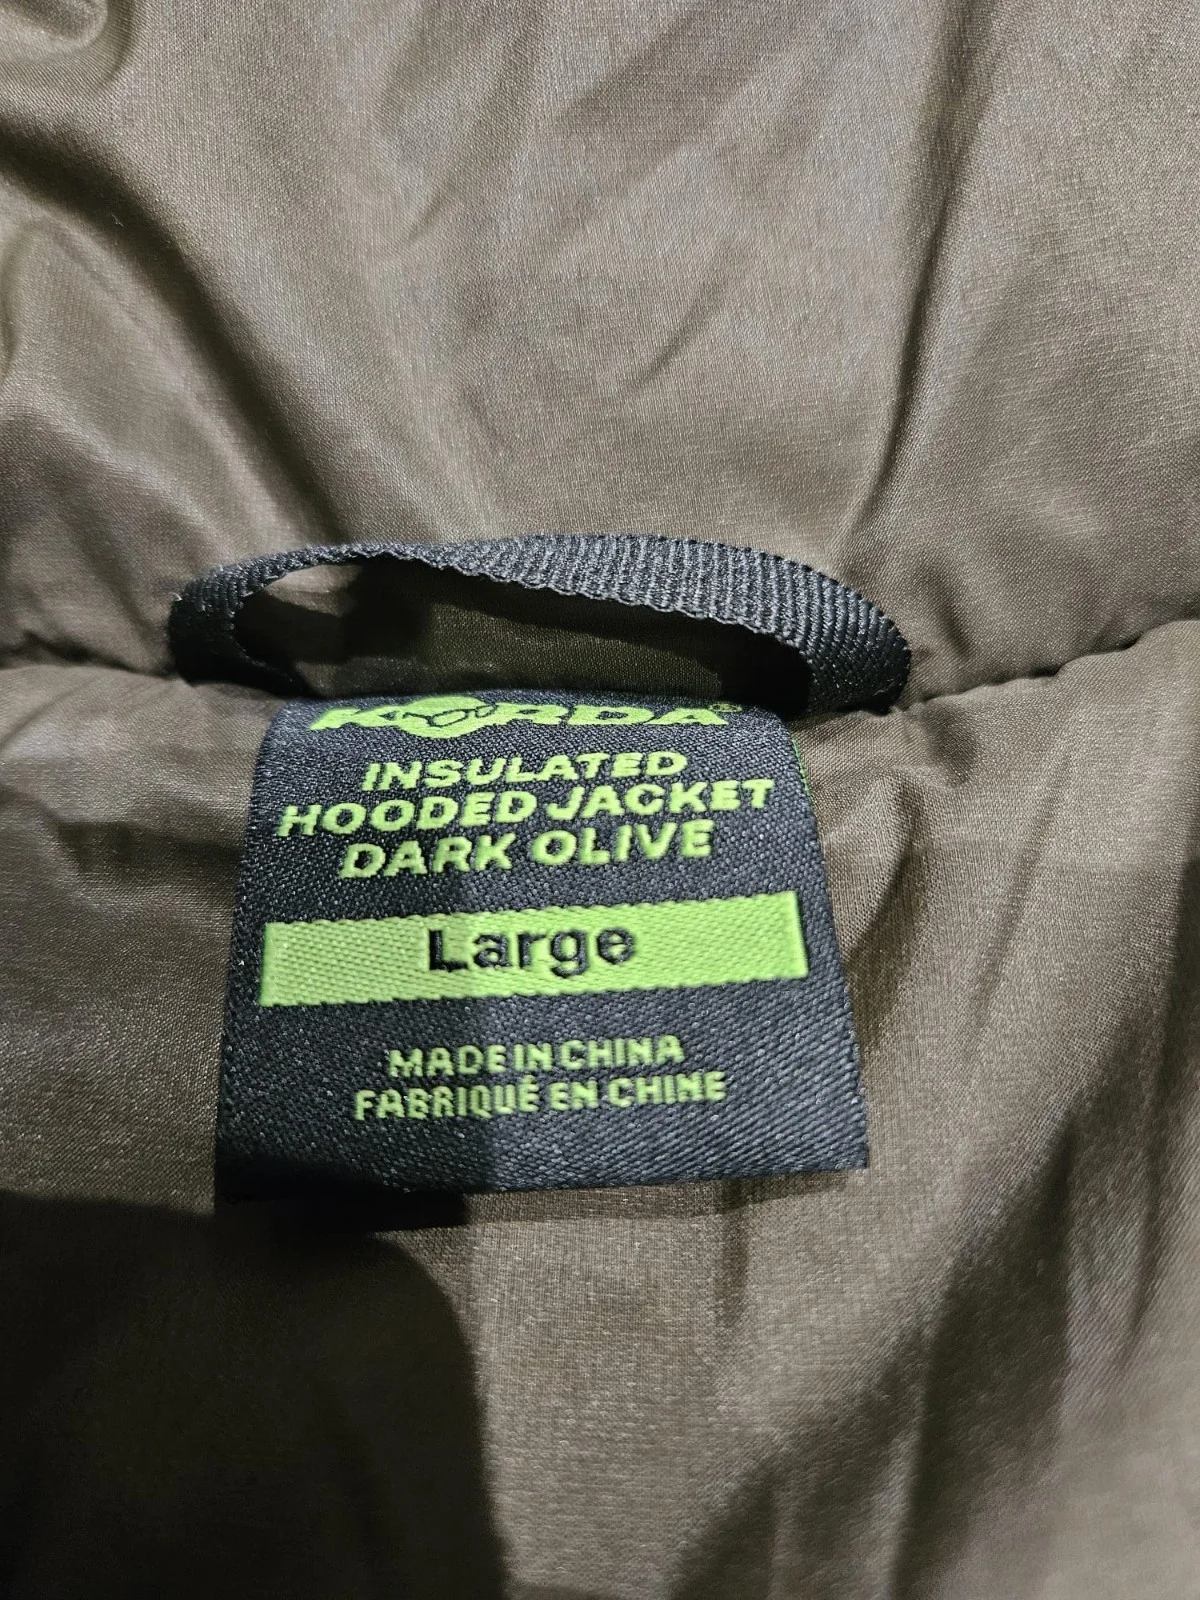 KORDA®
INSULATED
HOODED JACKET
DARK OLIVE
Large
MADE IN CHINA
FABRIQUÉ EN CHINE